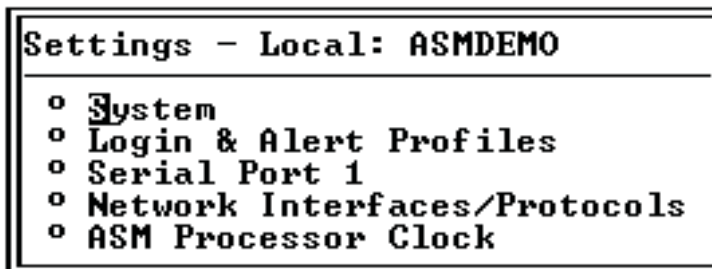 Settings – Local: ASMDEMO
° System
° Login & Alert Profiles
° Serial Port 1
° Network Interfaces/Protocols
° ASM Processor Clock